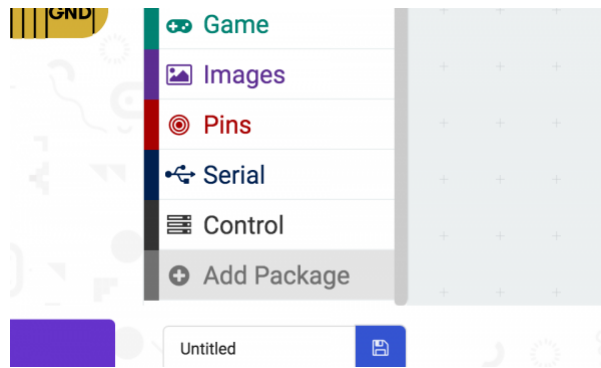 GND
Game
Images
Pins
Serial
Control
Add Package
Untitled